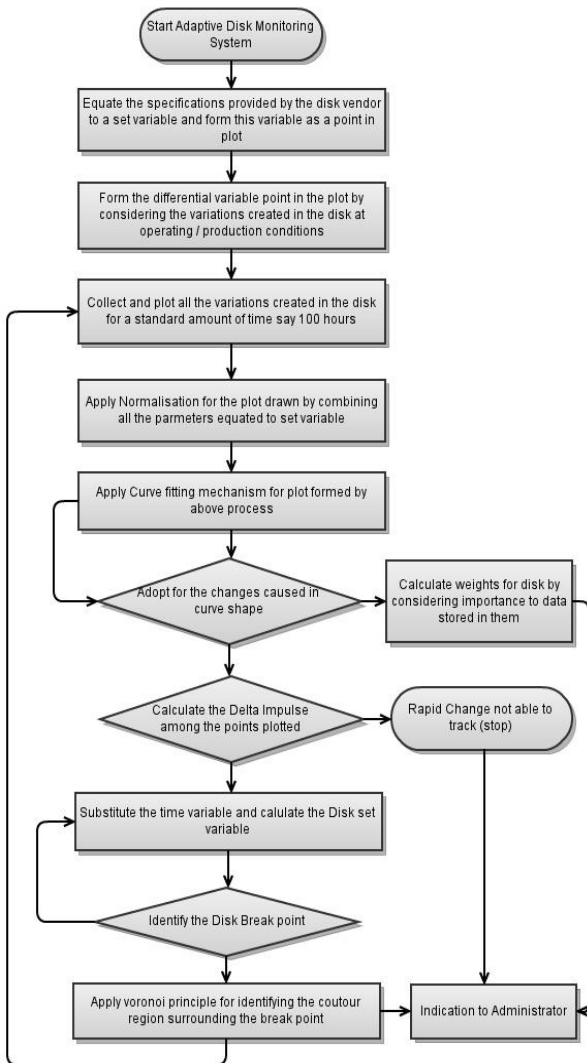 Start Adaptive Disk Monitoring
System
Equate the specifications provided by the disk vendor
to a set variable and form this variable as a point in
plot
Form the differential variable point in the plot by
considering the variations created in the disk at
operating / production conditions
Collect and plot all the variations created in the disk
for a standard amount of time say 100 hours
Apply Normalisation for the plot drawn by combining
all the parmeters equated to set variable
Apply Curve fitting mechanism for plot formed by
above process
Adopt for the changes caused in
curve shape
Calculate weights for disk by
considering importance to data
stored in them
Calculate the Delta Impulse
among the points plotted
Rapid Change not able to
track (stop)
Substitute the time variable and calulate the Disk set
variable
Identify the Disk Break point
Apply voronoi principle for identifying the coutour
region surrounding the break point
Indication to Administrator